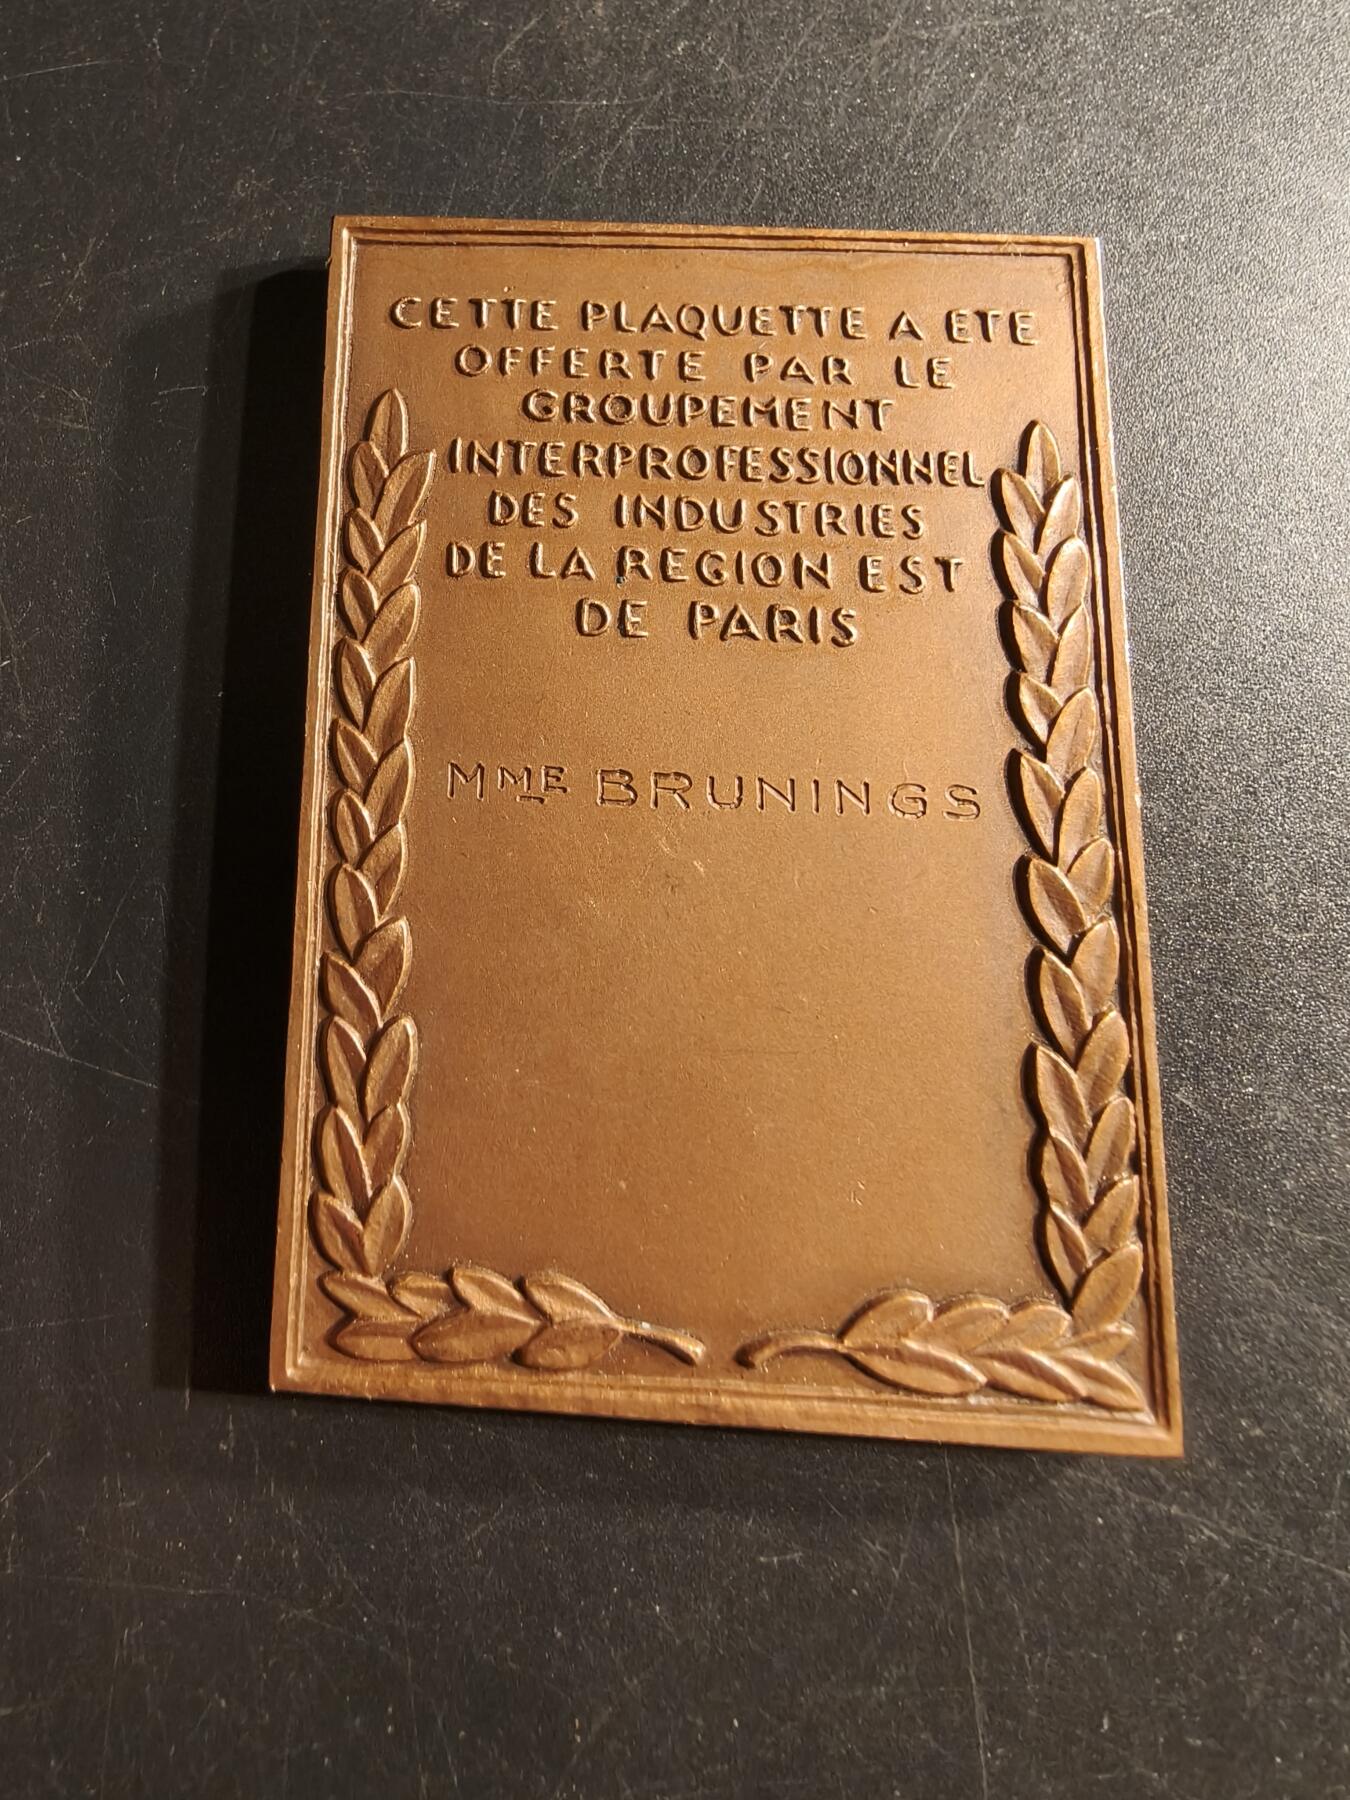 CETTE PLAQUETTE A ETE
OFFERTE PAR LE
GROUPEMENT
INTERPROFESSIONNEL
DES INDUSTRIES
DE LA REGION EST
DE PARIS
MME BRUNINGS